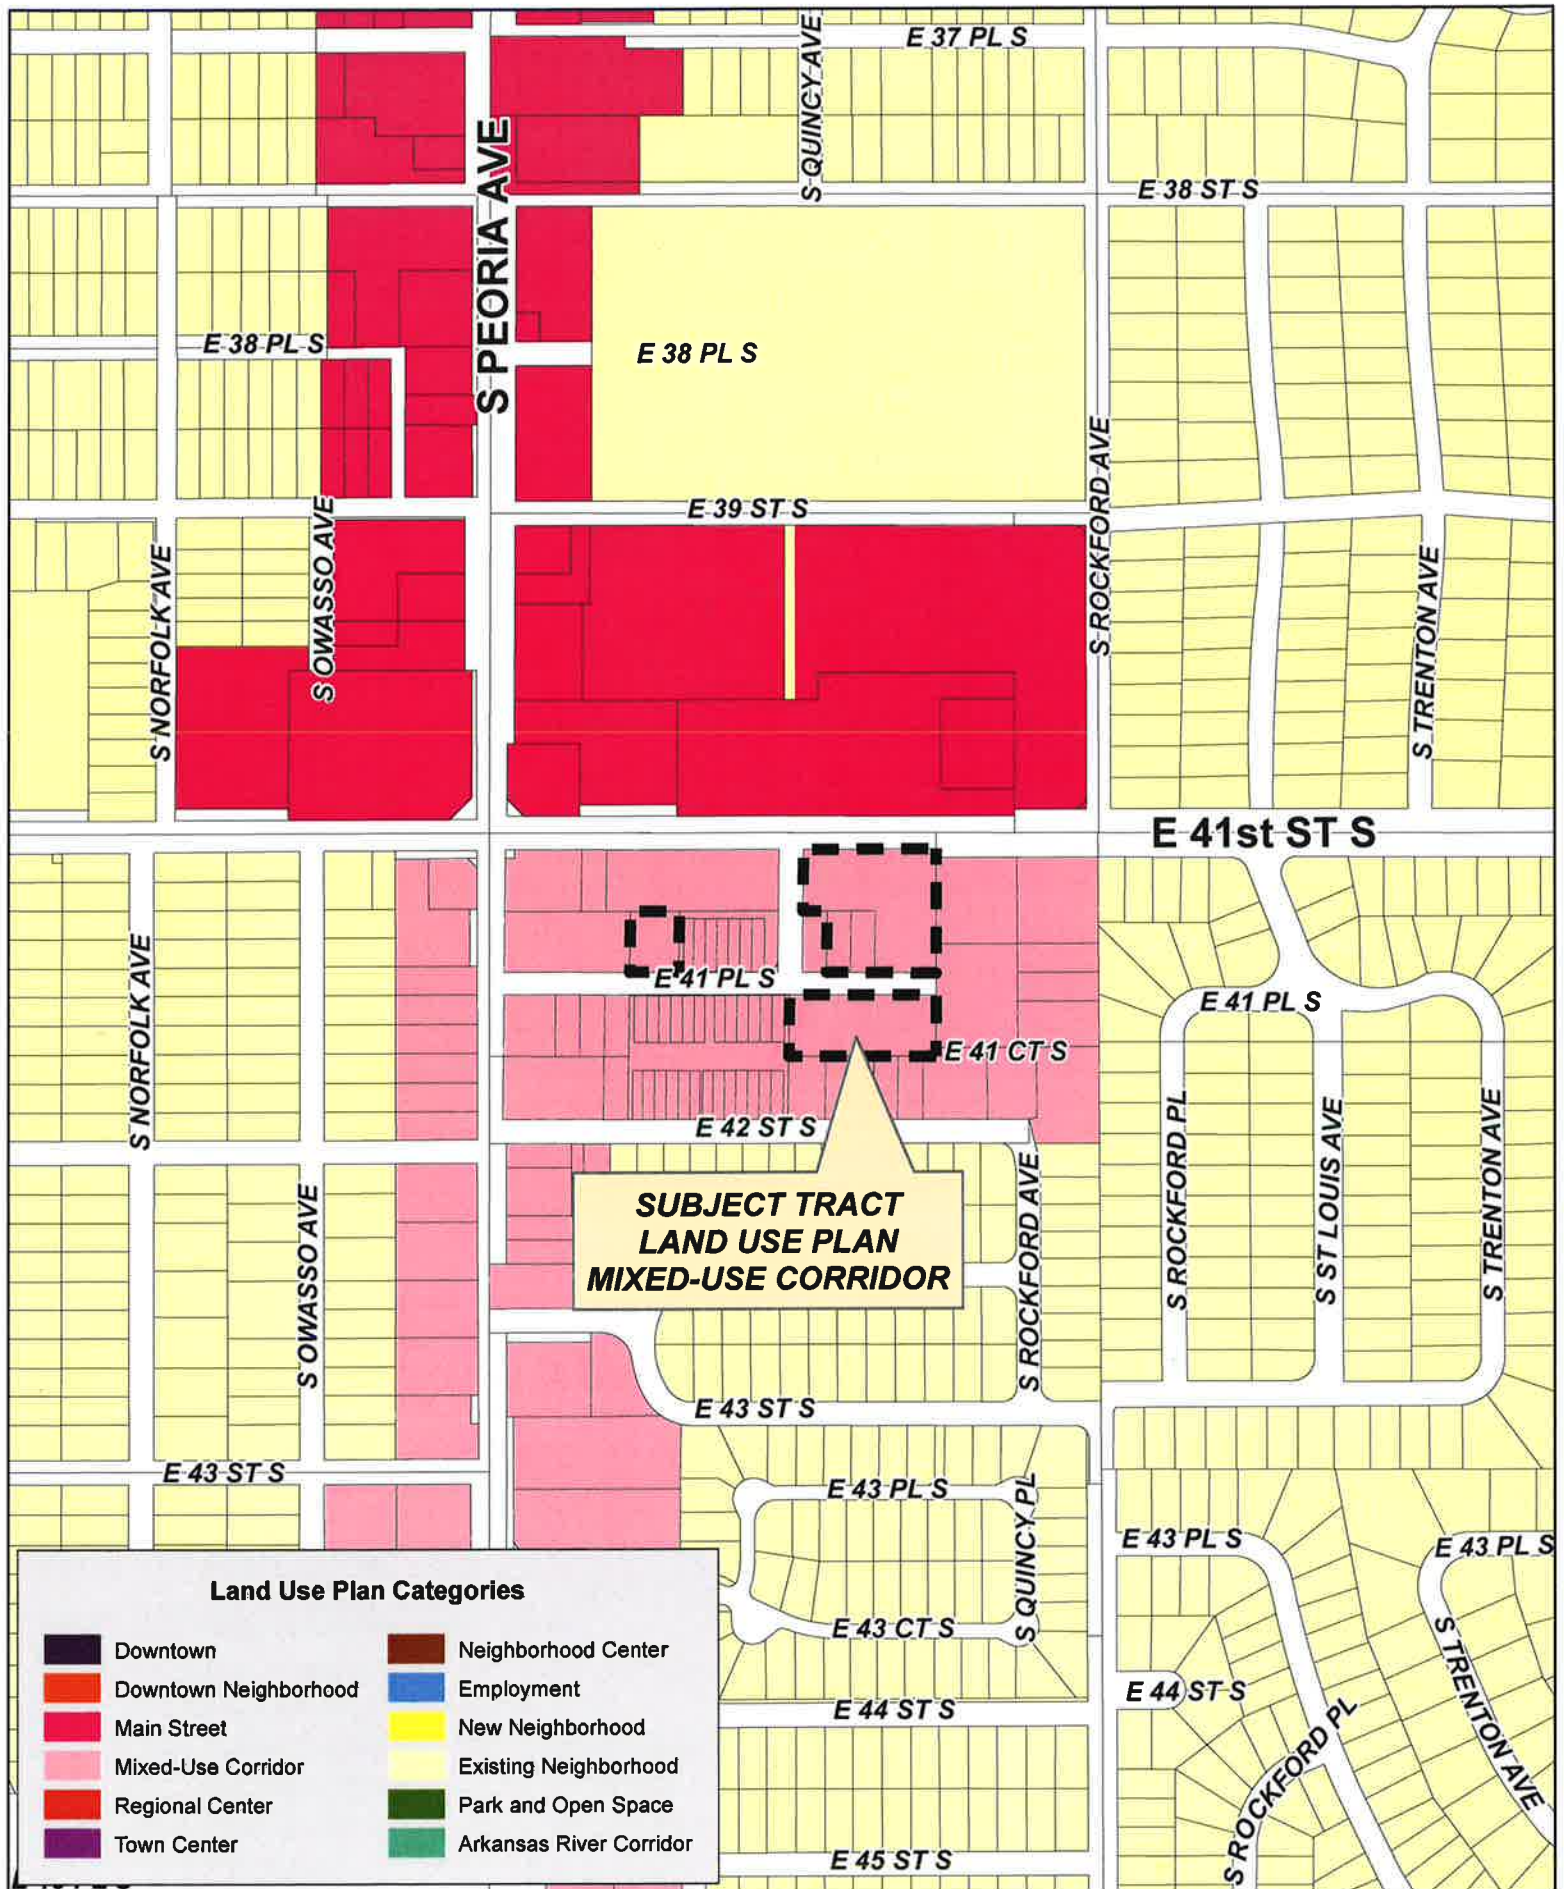 E 37 PL S
S QUINCY AVE
E 38 ST S
S PEORIA AVE
E 38 PL S
E 38 PL S
S ROCKFORD AVE
E 39 ST S
S OWASSO AVE
S NORFOLK AVE
S TRENTON AVE
E 41st ST S
S NORFOLK AVE
E 41 PL S
E 41 PL S
E 41 CT S
E 42 ST S
S ROCKFORD PL
S ST LOUIS AVE
S TRENTON AVE
SUBJECT TRACT
LAND USE PLAN
MIXED-USE CORRIDOR
S ROCKFORD AVE
S OWASSO AVE
E 43 ST S
E 43 ST S
E 43 PL S
S QUINCY PL
E 43 PL S
E 43 PL S
E 43 CT S
S TRENTON AVE
E 44 ST S
E 44 ST S
S ROCKFORD PL
E 45 ST S
Land Use Plan Categories
Downtown
Downtown Neighborhood
Main Street
Mixed-Use Corridor
Regional Center
Town Center
Neighborhood Center
Employment
New Neighborhood
Existing Neighborhood
Park and Open Space
Arkansas River Corridor